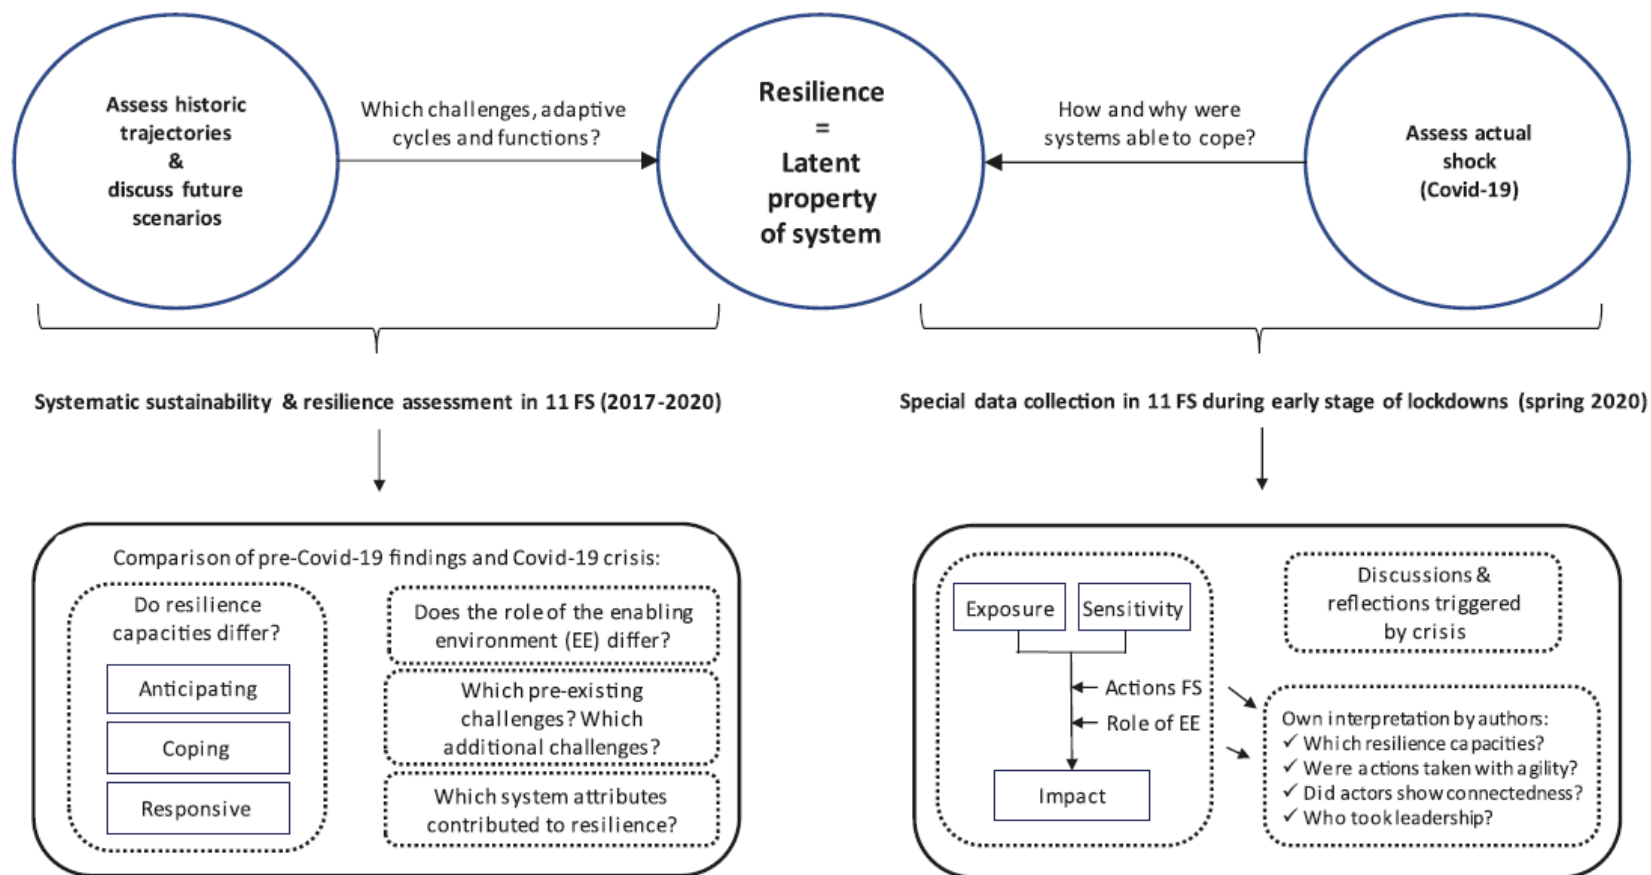 Assess historic
trajectories
&
discuss future
scenarios
Which challenges, adaptive
cycles and functions?
Resilience
=
Latent
property
of system
How and why were
systems able to cope?
Assess actual
shock
(Covid-19)
Systematic sustainability & resilience assessment in 11 FS (2017-2020)
Special data collection in 11 FS during early stage of lockdowns (spring 2020)
Comparison of pre-Covid-19 findings and Covid-19 crisis:
Do resilience
capacities differ?
Anticipating
Coping
Responsive
Does the role of the enabling
environment (EE) differ?
Which pre-existing
challenges? Which
additional challenges?
Which system attributes
contributed to resilience?
Exposure
Sensitivity
Actions FS
Role of EE
Impact
Discussions &
reflections triggered
by crisis
Own interpretation by authors:
✓ Which resilience capacities?
✓ Were actions taken with agility?
✓ Did actors show connectedness?
✓ Who took leadership?